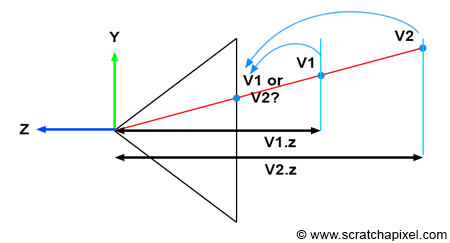 Y
V2
V1
V1 or
V2?
Z
V1.z
V2.z
© www.scratchapixel.com